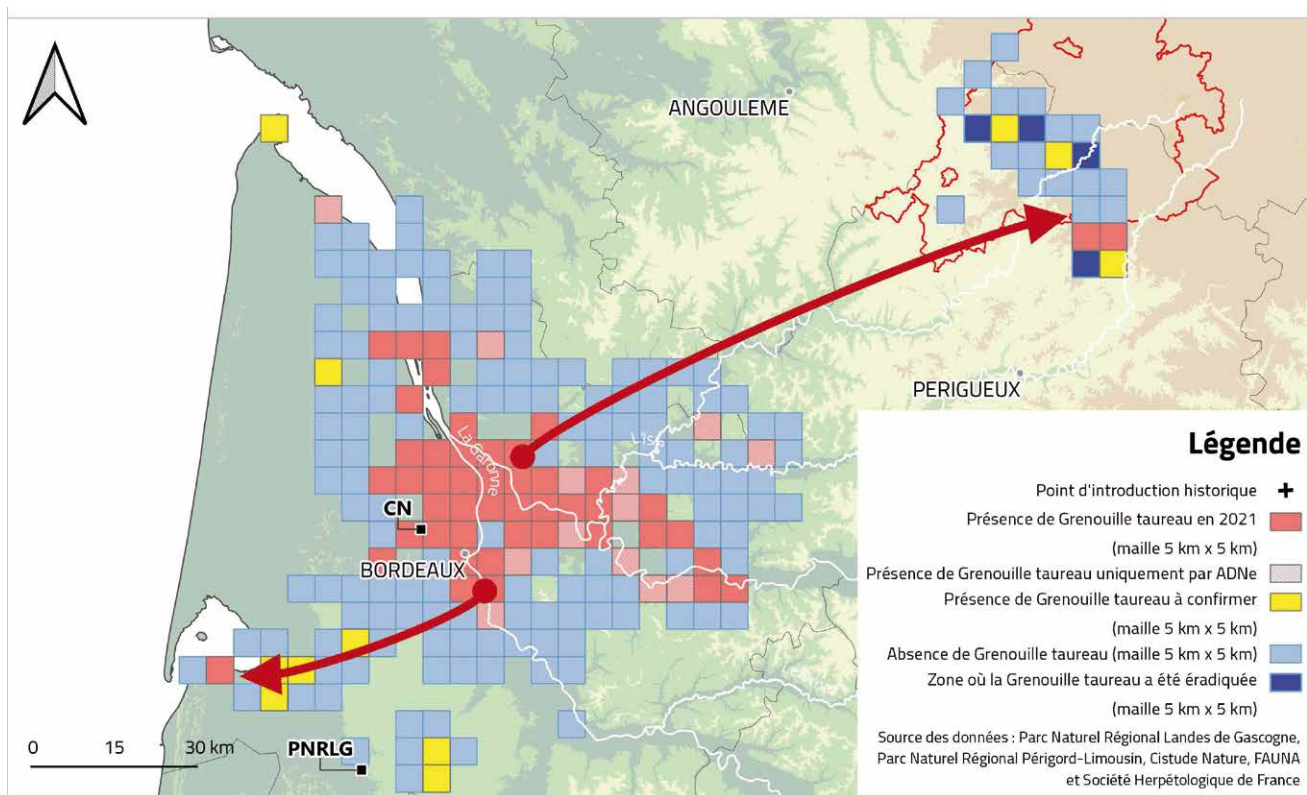 ANGOULEME
PERIGUEUX
L'Isle
La Garonne
CN
BORDEAUX
PNRLG
0 15 30 km
Légende
Point d'introduction historique
Présence de Grenouille taureau en 2021
(maille 5 km x 5 km)
Présence de Grenouille taureau uniquement par ADNe
Présence de Grenouille taureau à confirmer
(maille 5 km x 5 km)
Absence de Grenouille taureau (maille 5 km x 5 km)
Zone où la Grenouille taureau a été éradiquée
(maille 5 km x 5 km)
Source des données : Parc Naturel Régional Landes de Gascogne,
Parc Naturel Régional Périgord-Limousin, Cistude Nature, FAUNA
et Société Herpétologique de France